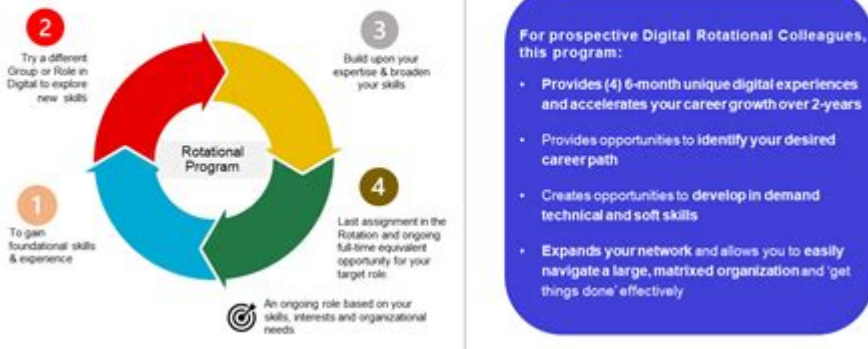 2
Try a different
Group or Role in
Digital to explore
new skills
3
Build upon your
expertise & broaden
your skills
Rotational
Program
1
To gain
foundational skills
& experience
4
Last assignment in the
Rotation and ongoing
full-time equivalent
opportunity for your
target role
An ongoing role based on your
skills, interests and organizational
needs.
For prospective Digital Rotational Colleagues,
this program:
• Provides (4) 6-month unique digital experiences
and accelerates your career growth over 2-years
• Provides opportunities to identify your desired
career path
• Creates opportunities to develop in demand
technical and soft skills
• Expands your network and allows you to easily
navigate a large, matrixed organization and 'get
things done' effectively